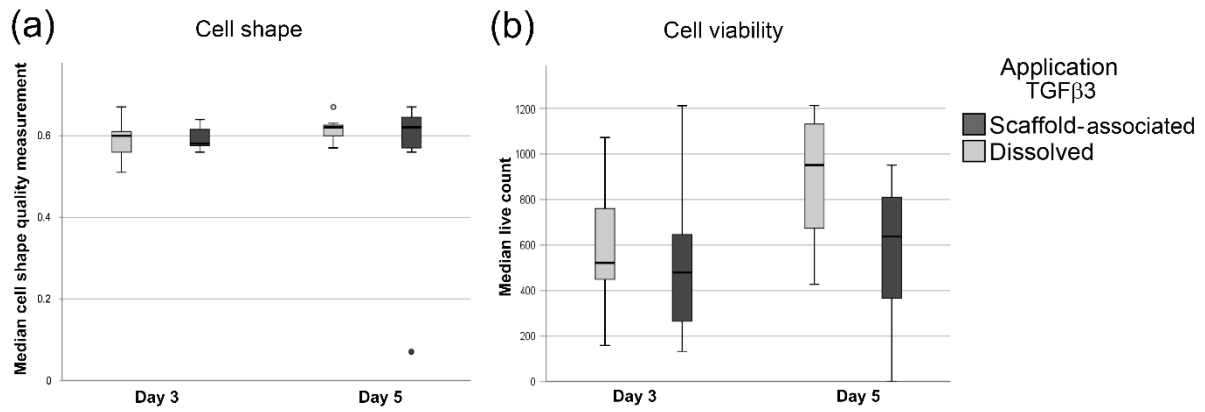 (a)
Cell shape
Median cell shape quality measurement
0.6
0.4
0.2
0
Day 3
Day 5
(b)
Cell viability
Median live count
1200
1000
800
600
400
200
0
Day 3
Day 5
Application
TGFβ3
Scaffold-associated
Dissolved